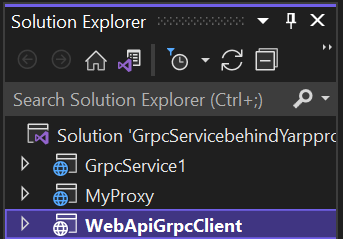 Solution Explorer
Search Solution Explorer (Ctrl+;)
Solution 'GrpcServicebehindYarppro
GrpcService1
MyProxy
WebApiGrpcClient